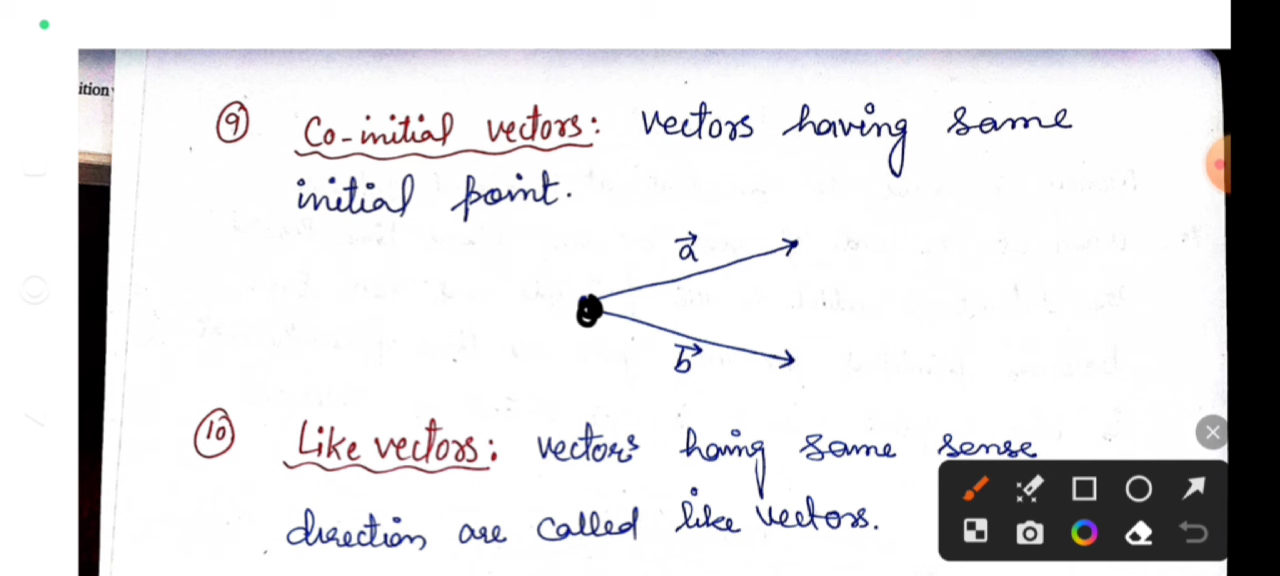 ition
⑨ Co-initial vectors: vectors having same
initial point.
a⃗
b⃗
⑩ Like vectors: vectors having same sense
direction are called like vectors.